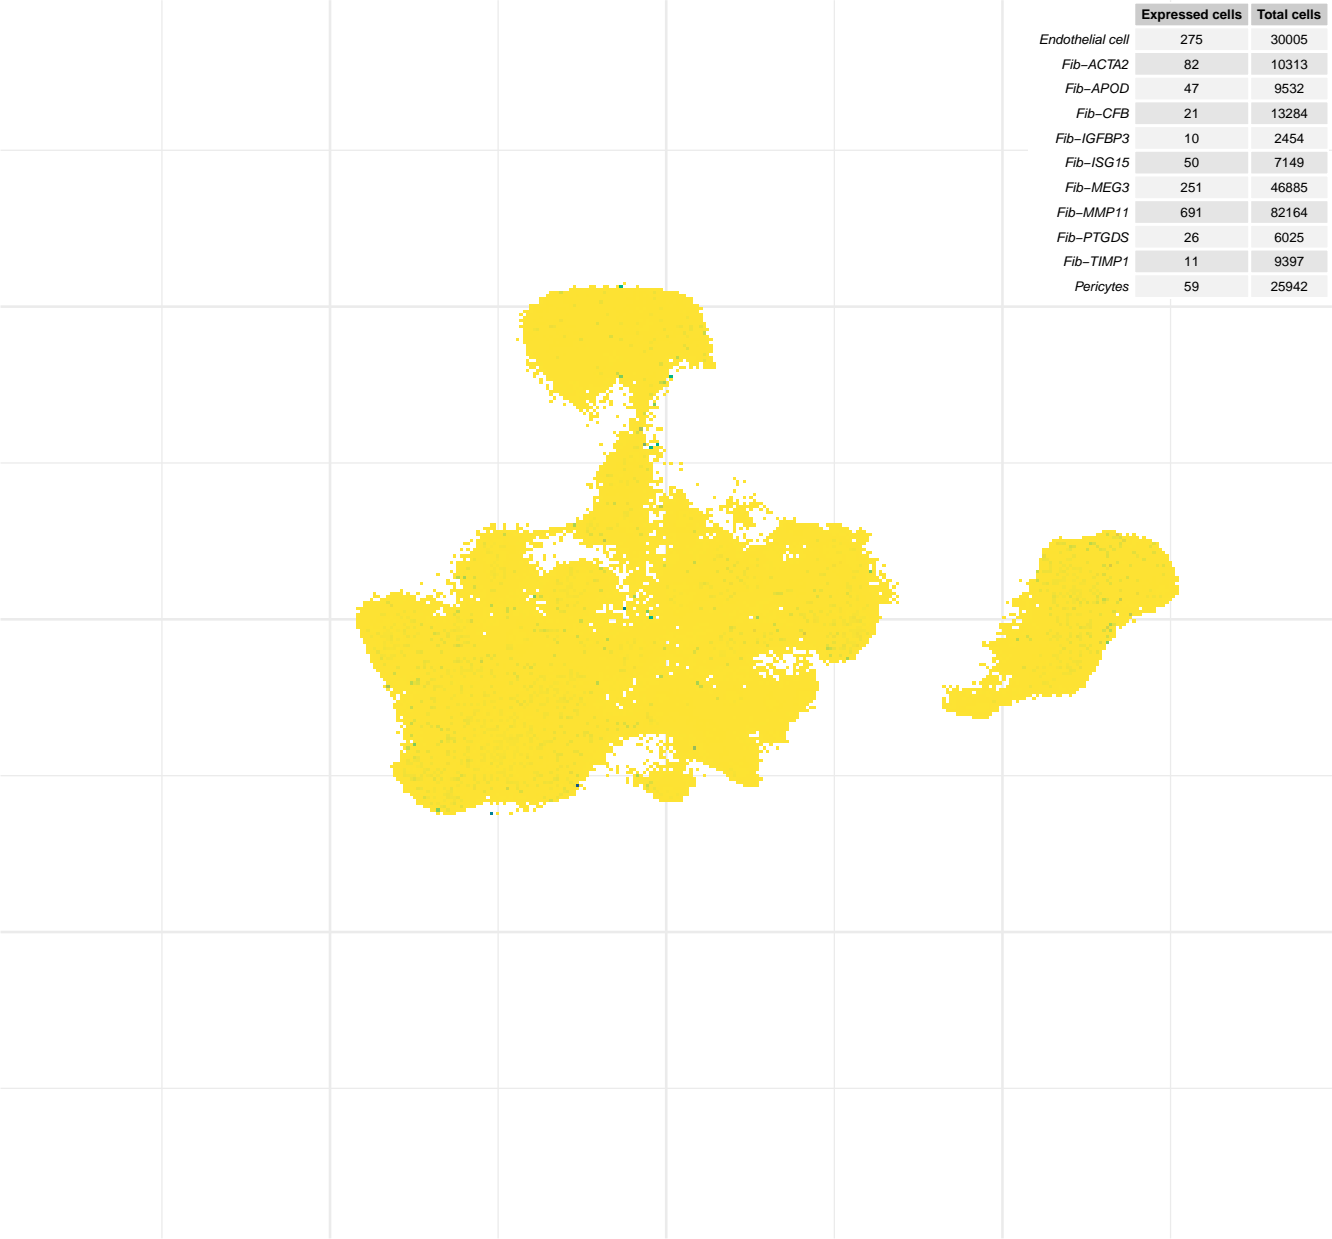 Expressed cells Total cells
Endothelial cell 275 30005
Fib−ACTA2 82 10313
Fib−APOD 47 9532
Fib−CFB 21 13284
Fib−IGFBP3 10 2454
Fib−ISG15 50 7149
Fib−MEG3 251 46885
Fib−MMP11 691 82164
Fib−PTGDS 26 6025
Fib−TIMP1 11 9397
Pericytes 59 25942